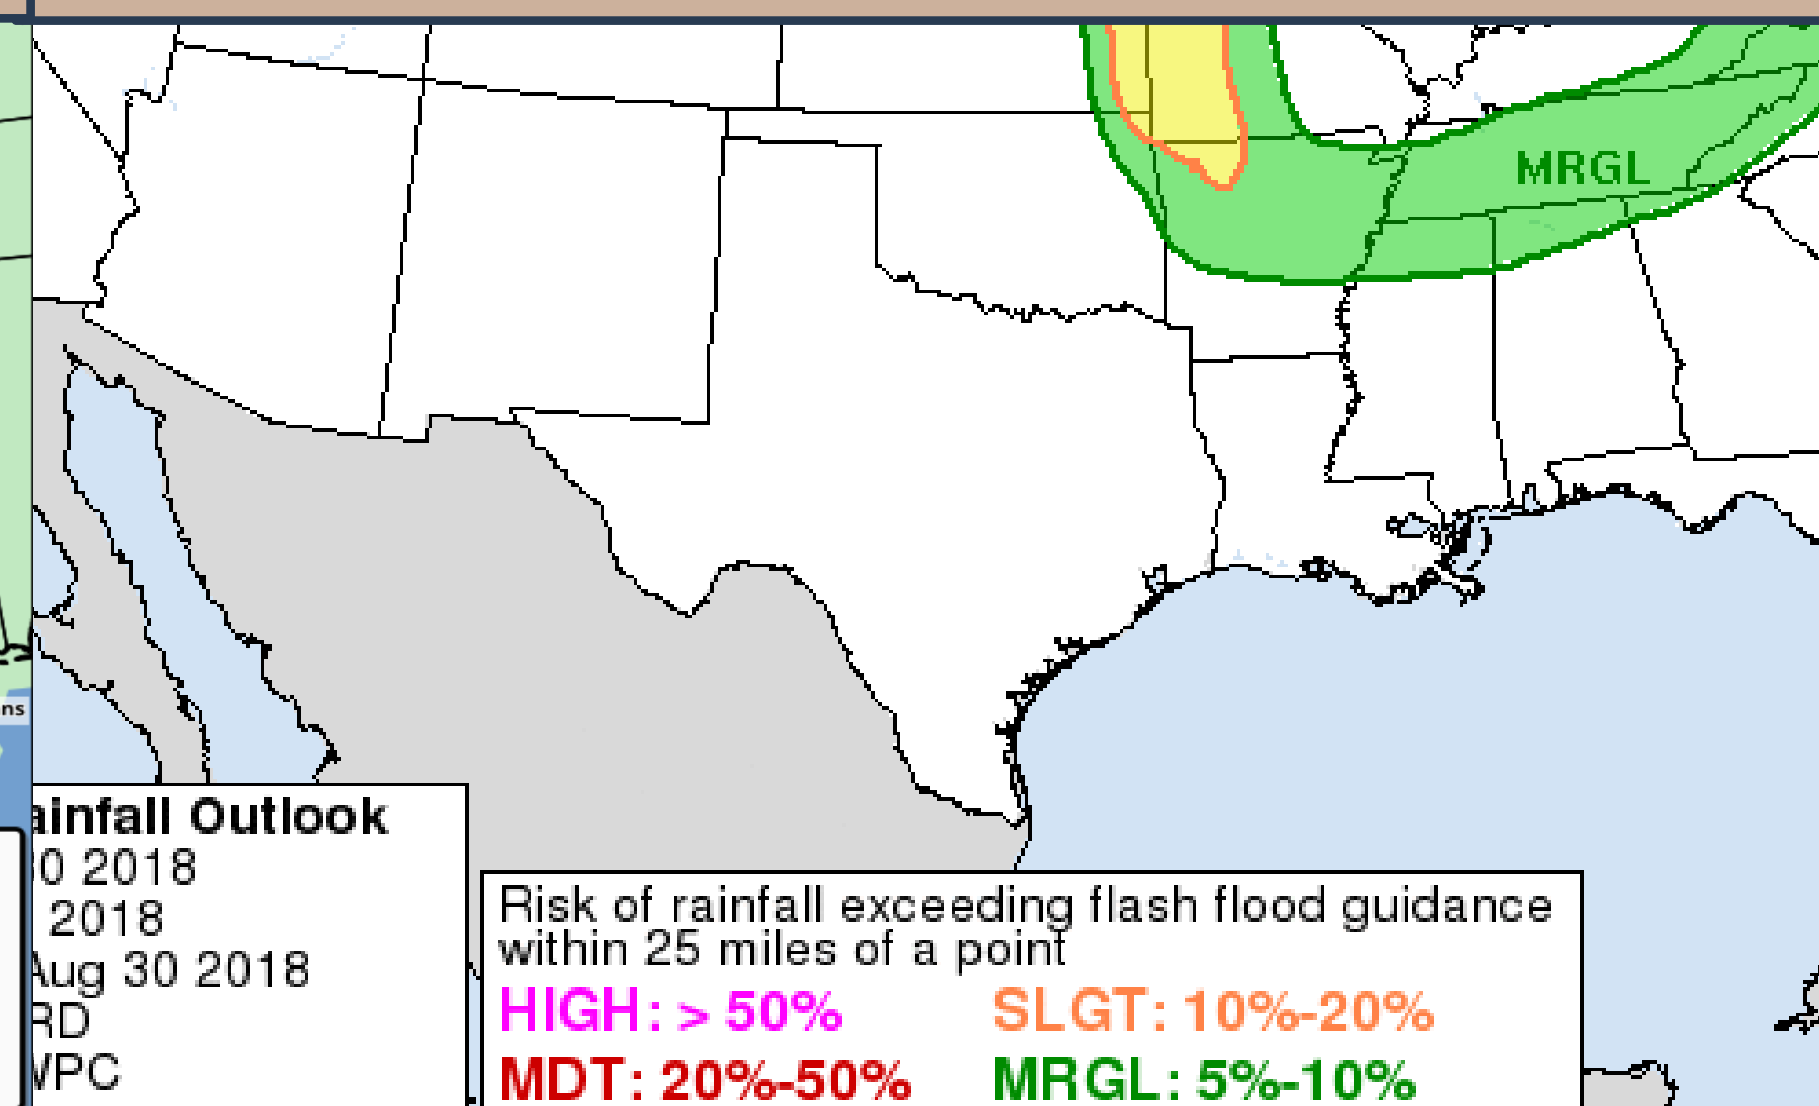 MRGL
ns
ainfall Outlook
0 2018
2018
Aug 30 2018
RD
WPC
Risk of rainfall exceeding flash flood guidance
within 25 miles of a point
HIGH: > 50% SLGT: 10%-20%
MDT: 20%-50% MRGL: 5%-10%